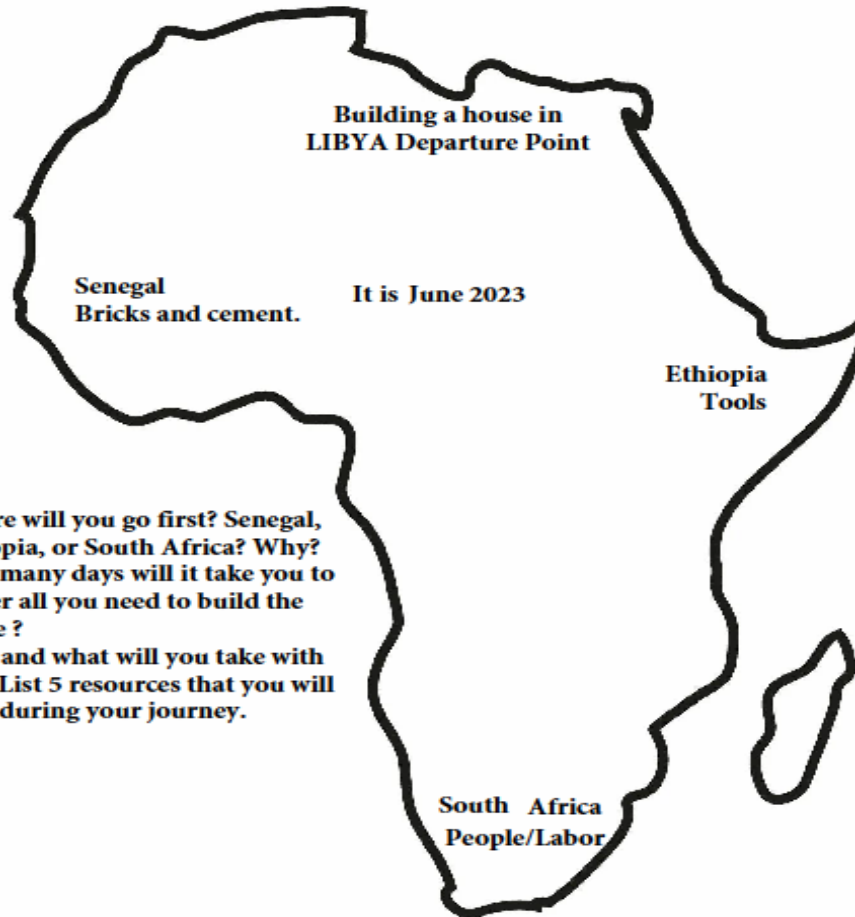 Building a house in
LIBYA Departure Point
Senegal
Bricks and cement.
It is June 2023
Ethiopia
Tools
will you go first? Senegal,
or South Africa? Why?
many days will it take you to
all you need to build the
?
and what will you take with
List 5 resources that you will
during your journey.
South Africa
People/Labor